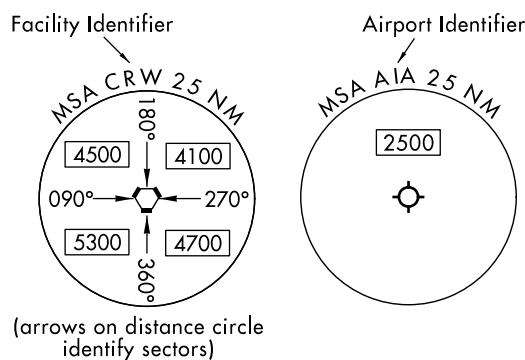 Facility Identifier
Airport Identifier
MSA CRW 25 NM
MSA AIA 25 NM
180°
4500
4100
2500
090°
270°
5300
4700
360°
(arrows on distance circle
identify sectors)